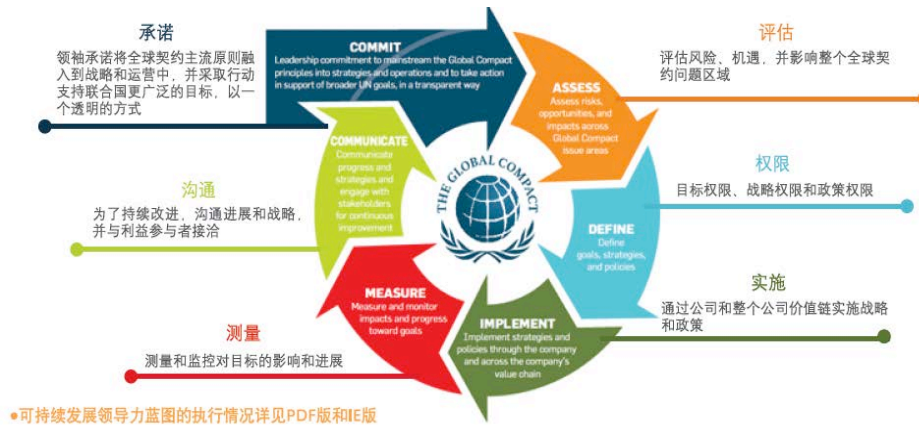 承诺
领袖承诺将全球契约主流原则融
入到战略和运营中，并采取行动
支持联合国更广泛的目标，以一
个透明的方式
COMMIT
Leadership commitment to mainstream the Global Compact
principles into strategies and operations and to take action
in support of broader UN goals, in a transparent way
评估
评估风险、机遇，并影响整个全球契
约问题区域
ASSESS
Assess risks,
opportunities, and
impacts across
Global Compact
issue areas
权限
目标权限、战略权限和政策权限
DEFINE
Define
goals, strategies,
and policies
实施
通过公司和整个公司价值链实施战略
和政策
IMPLEMENT
Implement strategies and
policies through the company
and across the company's
value chain
测量
测量和监控对目标的影响和进展
MEASURE
Measure and monitor
impacts and progress
toward goals
沟通
为了持续改进，沟通进展和战略，
并与利益参与者接洽
COMMUNICATE
Communicate
progress and
strategies and
engage with
stakeholders
for continuous
improvement
THE GLOBAL COMPACT
•可持续发展领导力蓝图的执行情况详见PDF版和IE版